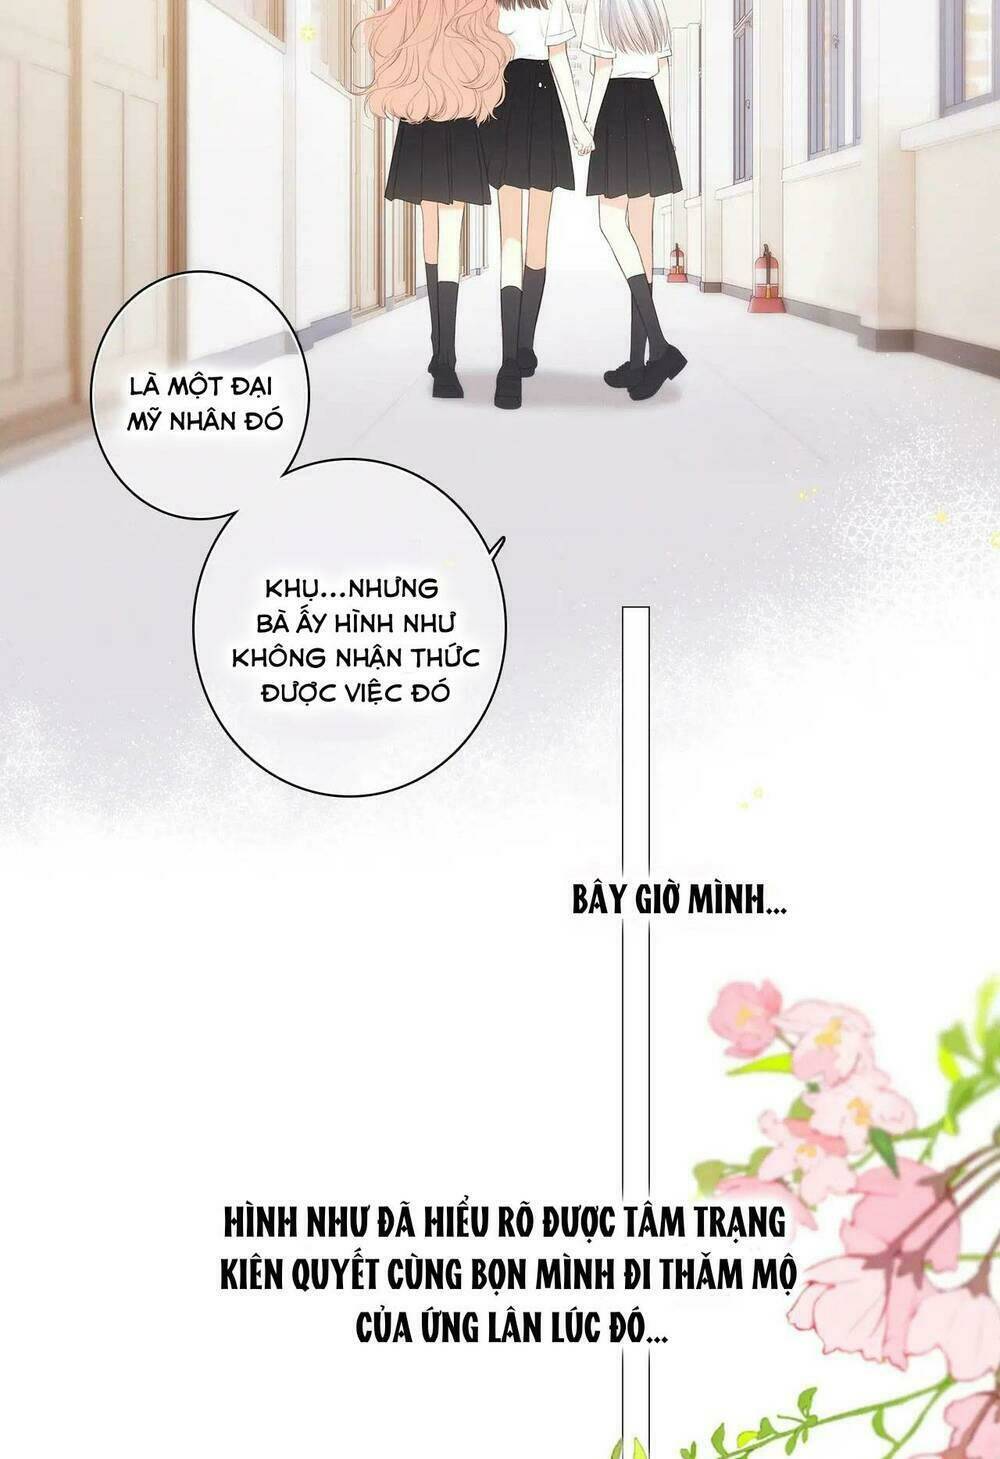 LÀ MỘT ĐẠI
MỸ NHÂN ĐÓ
KHỤ...NHƯNG
BÀ ẤY HÌNH NHƯ
KHÔNG NHẬN THỨC
ĐƯỢC VIỆC ĐÓ
BÂY GIỜ MÌNH...
HÌNH NHƯ ĐÃ HIỂU RÕ ĐƯỢC TÂM TRẠNG
KIÊN QUYẾT CÙNG BỌN MÌNH ĐI THĂM MỘ
CỦA ỨNG LÂN LÚC ĐÓ...